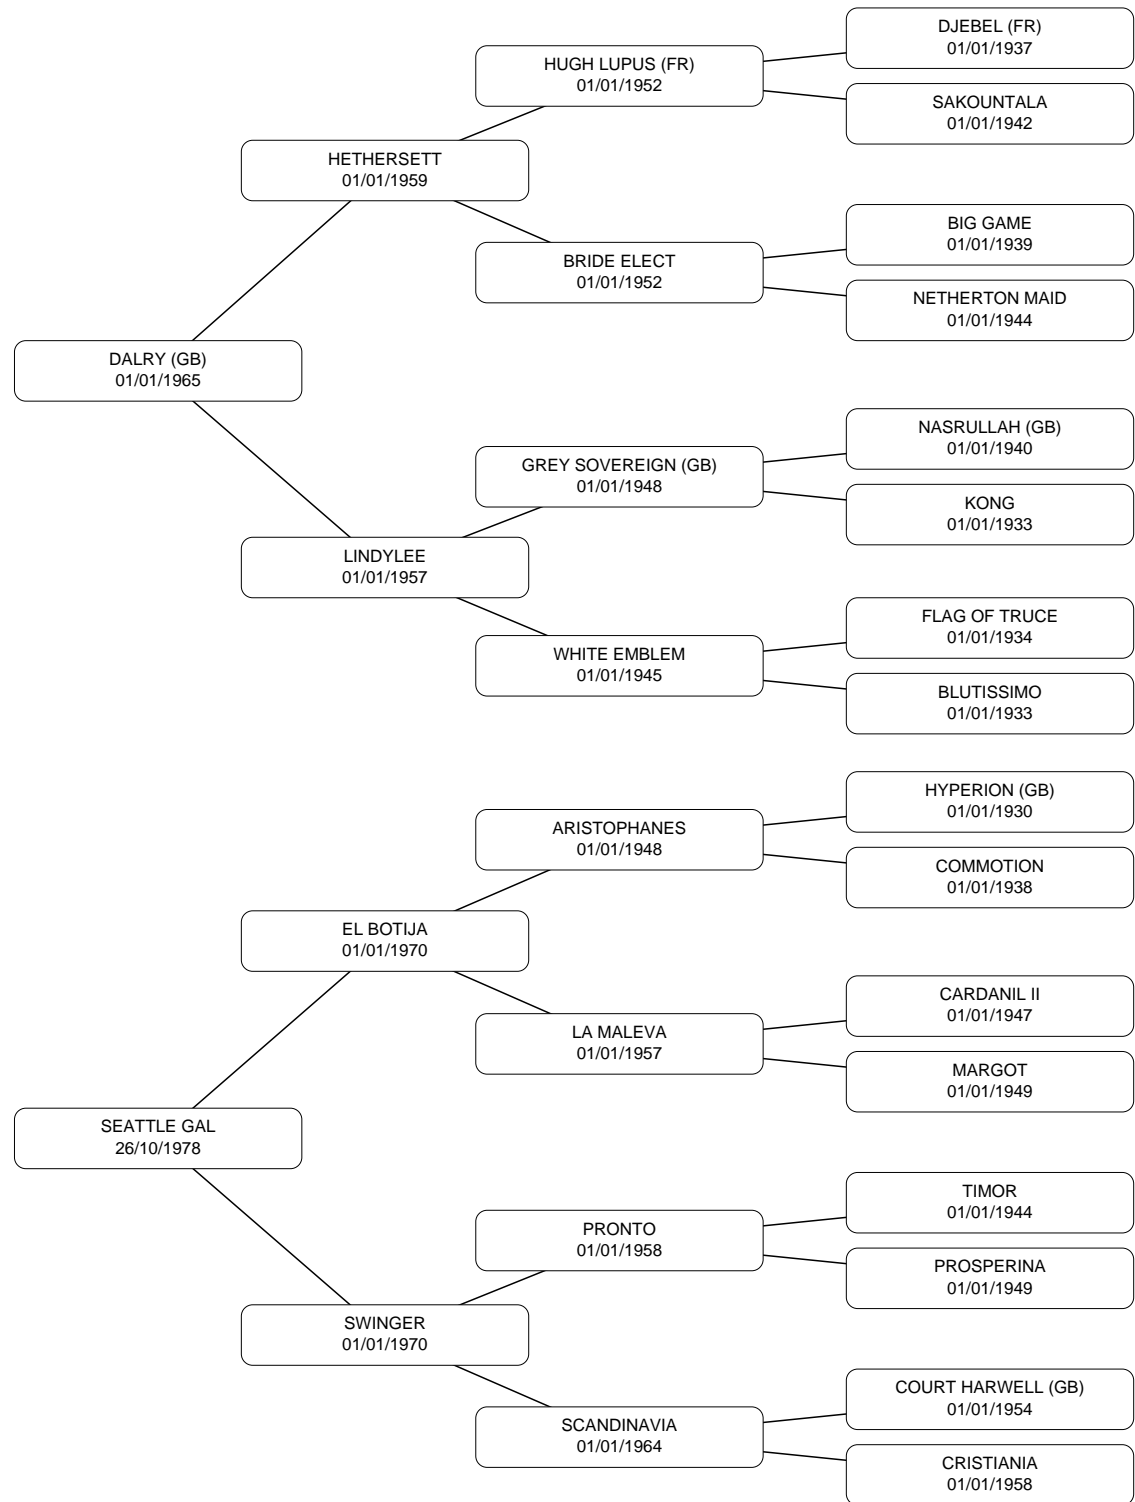 DJEBEL (FR)
01/01/1937
HUGH LUPUS (FR)
01/01/1952
SAKOUNTALA
01/01/1942
HETHERSETT
01/01/1959
BIG GAME
01/01/1939
BRIDE ELECT
01/01/1952
NETHERTON MAID
01/01/1944
DALRY (GB)
01/01/1965
NASRULLAH (GB)
01/01/1940
GREY SOVEREIGN (GB)
01/01/1948
KONG
01/01/1933
LINDYLEE
01/01/1957
FLAG OF TRUCE
01/01/1934
WHITE EMBLEM
01/01/1945
BLUTISSIMO
01/01/1933
HYPERION (GB)
01/01/1930
ARISTOPHANES
01/01/1948
COMMOTION
01/01/1938
EL BOTIJA
01/01/1970
CARDANIL II
01/01/1947
LA MALEVA
01/01/1957
MARGOT
01/01/1949
SEATTLE GAL
26/10/1978
TIMOR
01/01/1944
PRONTO
01/01/1958
PROSPERINA
01/01/1949
SWINGER
01/01/1970
COURT HARWELL (GB)
01/01/1954
SCANDINAVIA
01/01/1964
CRISTIANIA
01/01/1958